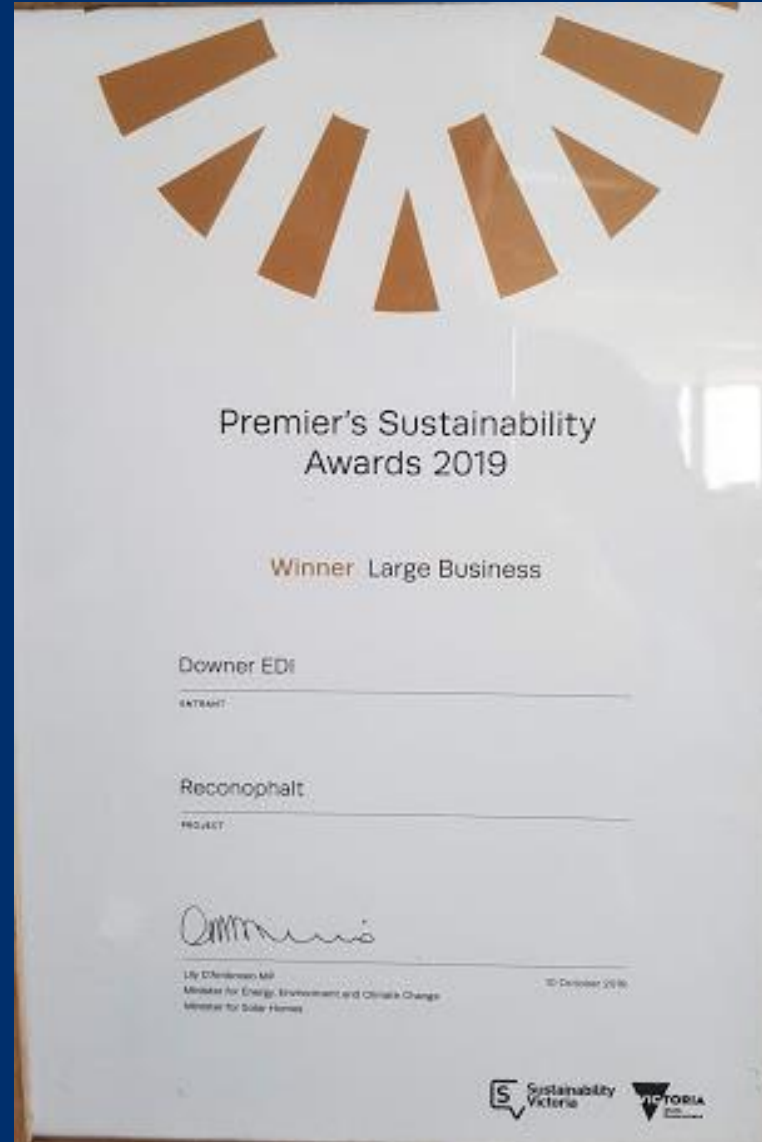 Premier's Sustainability
Awards 2019
Winner Large Business
Downer EDI
ENTRANT
Reconophalt
PROJECT
Lily D'Ambrosio MP
10 October 2019
Minister for Energy, Environment and Climate Change
Minister for Solar Homes
Sustainability
Victoria
VICTORIA